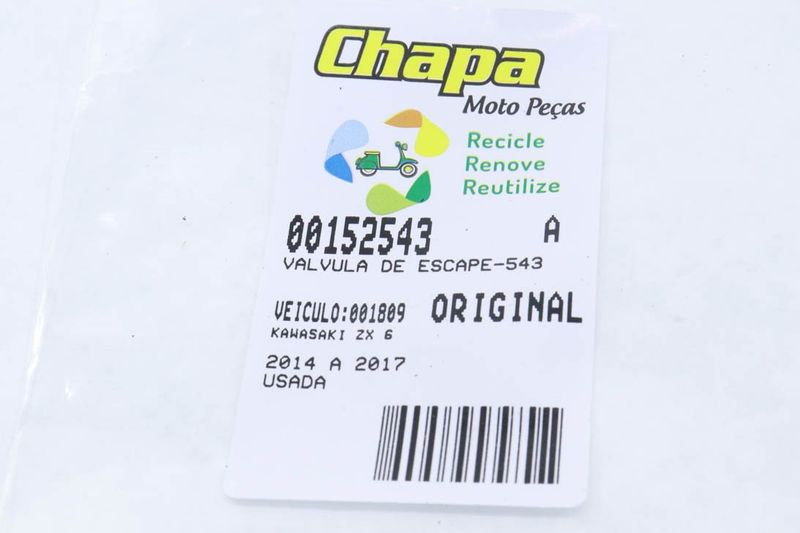 Chapa
Moto Peças
Recicle
Renove
Reutilize
00152543 A
VALVULA DE ESCAPE-543
VEICULO:001809 ORIGINAL
KAWASAKI ZX 6
2014 A 2017
USADA